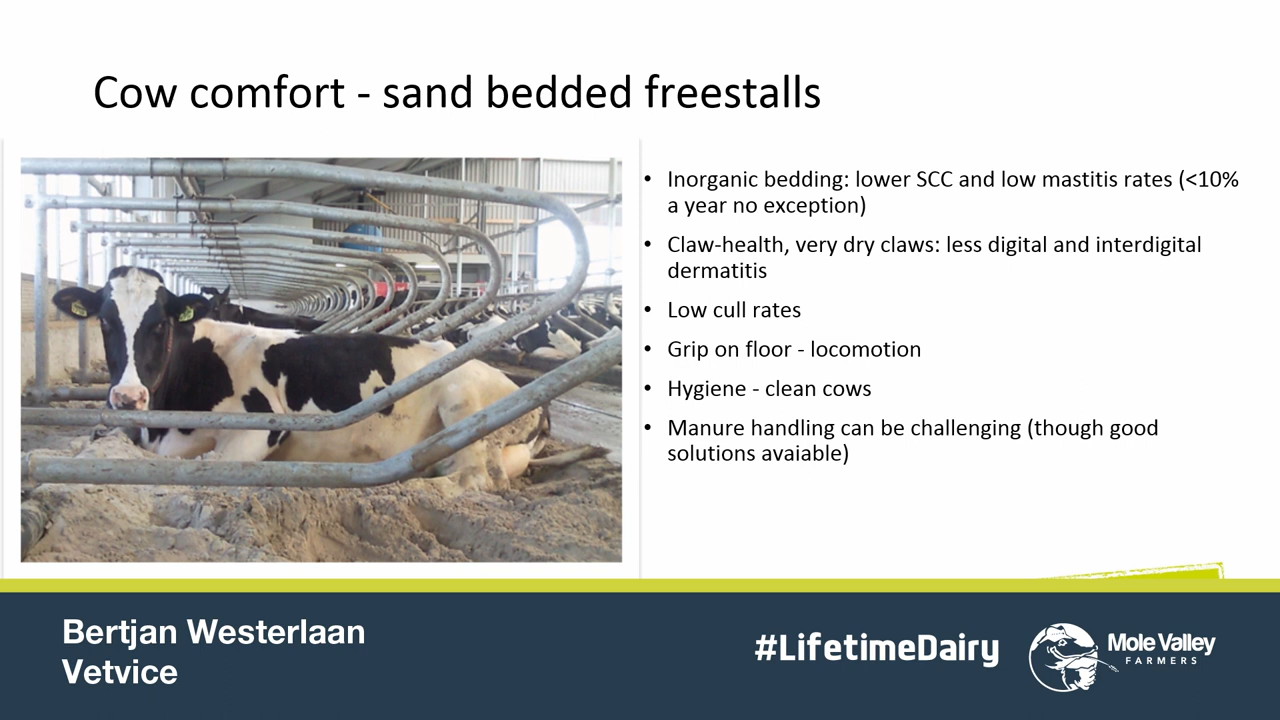 Cow comfort - sand bedded freestalls
• Inorganic bedding: lower SCC and low mastitis rates (<10%
a year no exception)
• Claw-health, very dry claws: less digital and interdigital
dermatitis
• Low cull rates
• Grip on floor - locomotion
• Hygiene - clean cows
• Manure handling can be challenging (though good
solutions avaiable)
Bertjan Westerlaan
Vetvice
#LifetimeDairy
Mole Valley
FARMERS